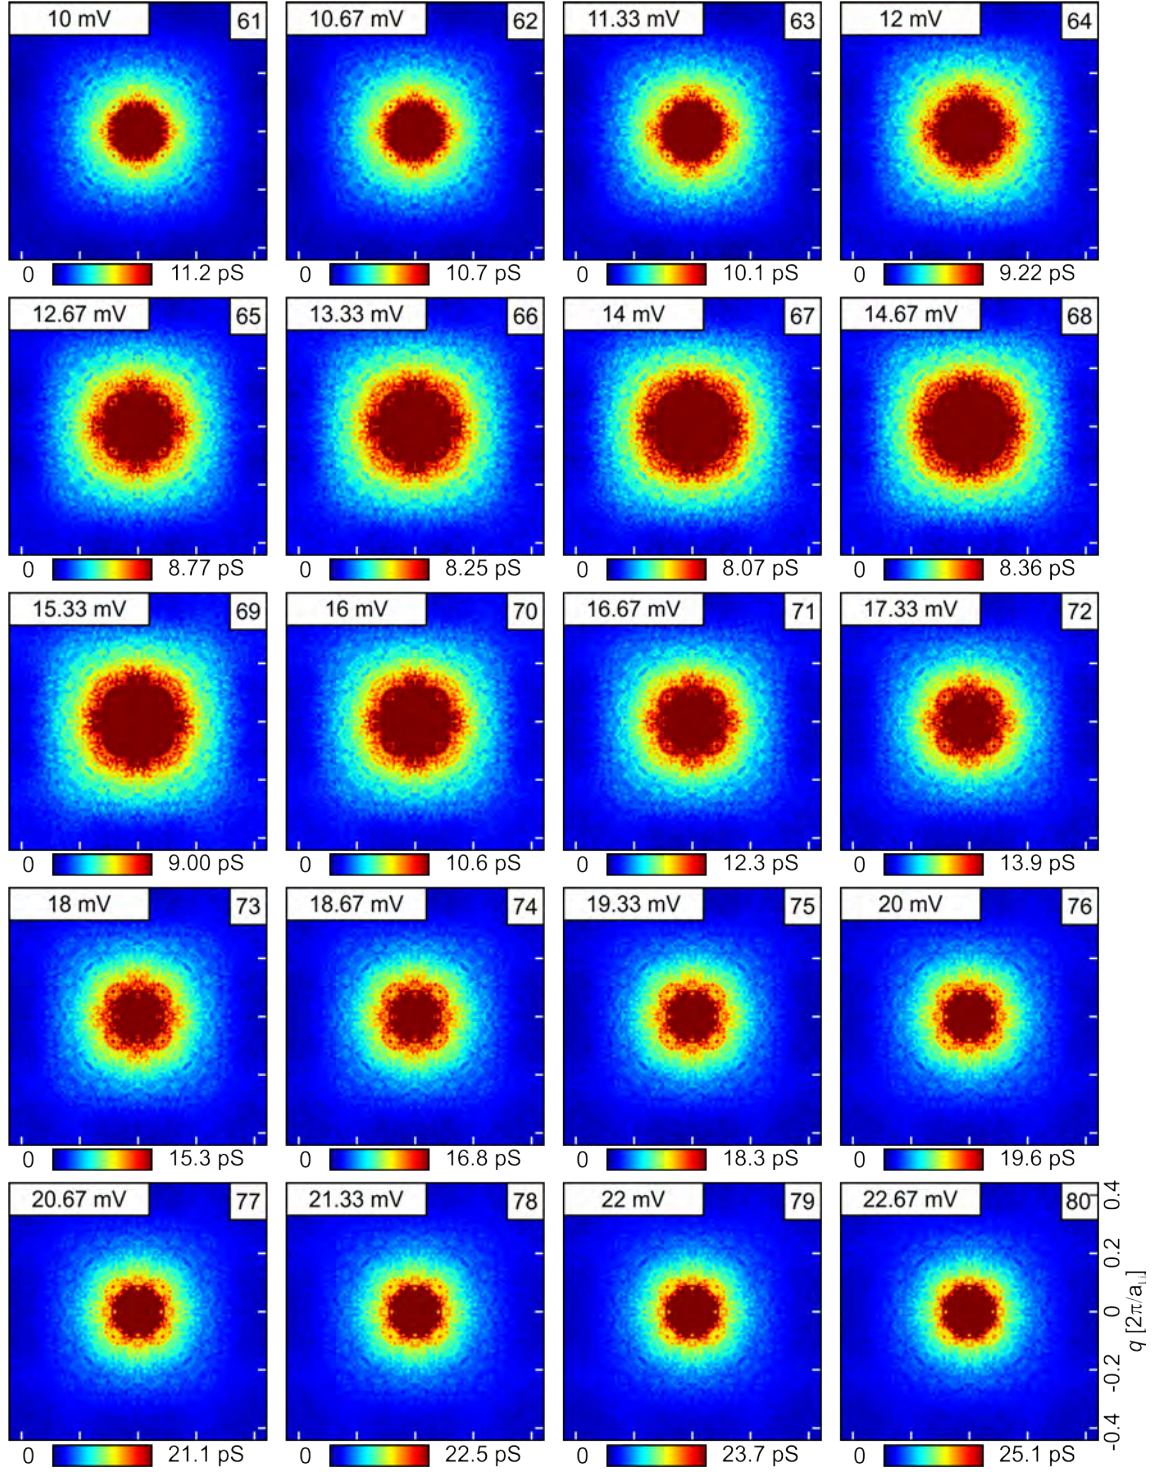 10 mV 61 10.67 mV 62 11.33 mV 63 12 mV 64
0 11.2 pS 0 10.7 pS 0 10.1 pS 0 9.22 pS
12.67 mV 65 13.33 mV 66 14 mV 67 14.67 mV 68
0 8.77 pS 0 8.25 pS 0 8.07 pS 0 8.36 pS
15.33 mV 69 16 mV 70 16.67 mV 71 17.33 mV 72
0 9.00 pS 0 10.6 pS 0 12.3 pS 0 13.9 pS
18 mV 73 18.67 mV 74 19.33 mV 75 20 mV 76
0 15.3 pS 0 16.8 pS 0 18.3 pS 0 19.6 pS
20.67 mV 77 21.33 mV 78 22 mV 79 22.67 mV 80
0.4
0.2
0
-0.2
-0.4
q [2π/a_Li]
0 21.1 pS 0 22.5 pS 0 23.7 pS 0 25.1 pS